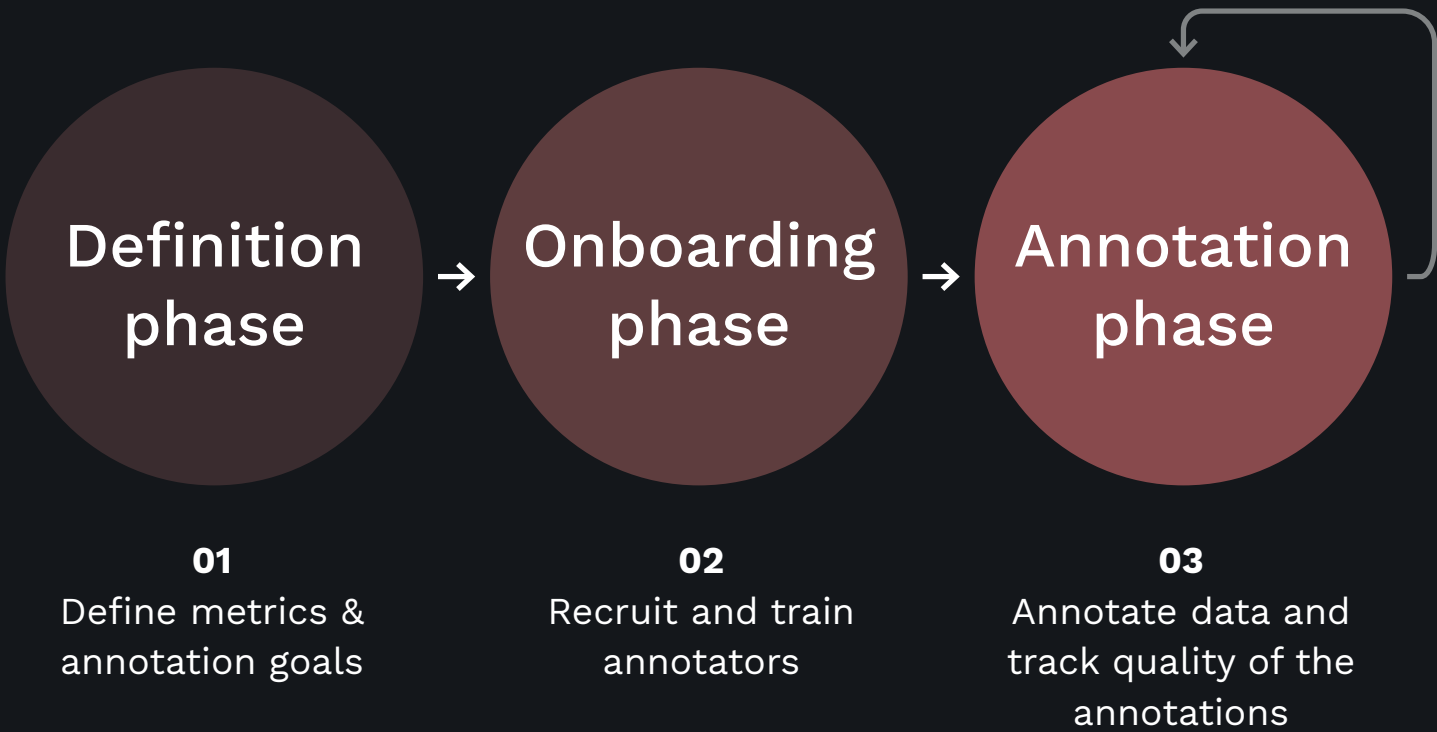 Definition
phase
Onboarding
phase
Annotation
phase
01
Define metrics &
annotation goals
02
Recruit and train
annotators
03
Annotate data and
track quality of the
annotations